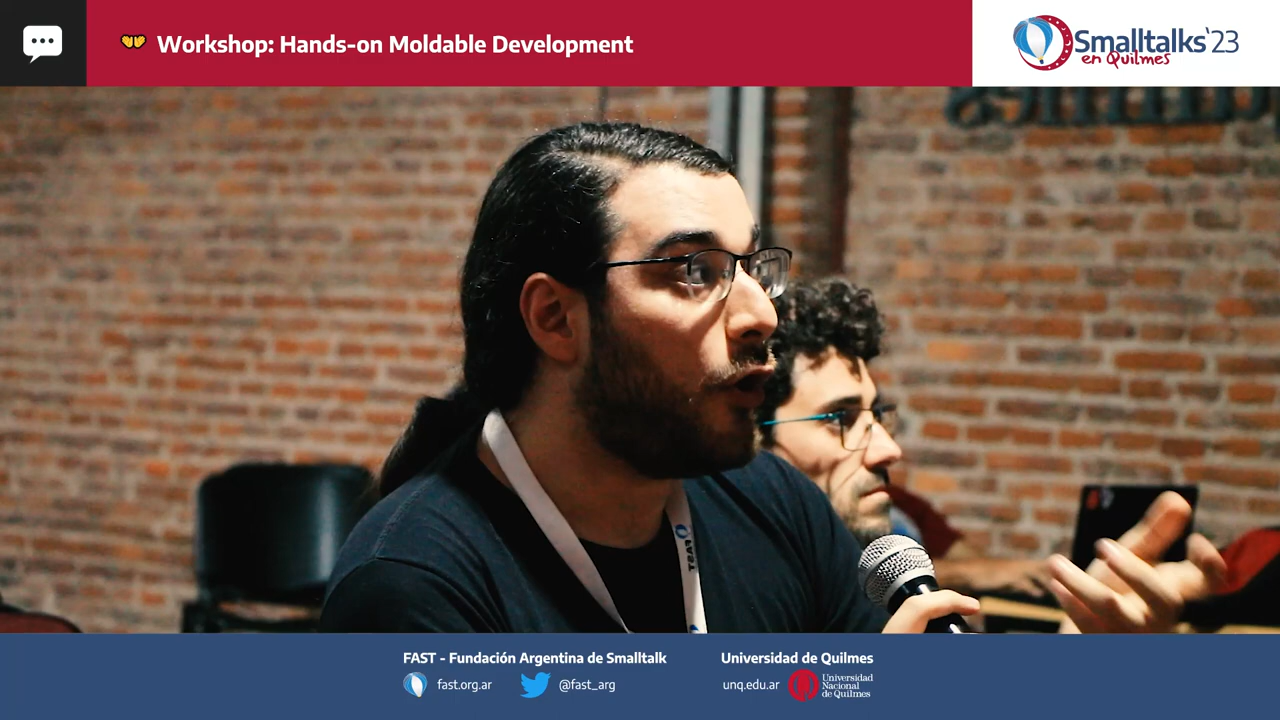 Workshop: Hands-on Moldable Development
Smalltalks'23
en Quilmes
FAST
FAST - Fundación Argentina de Smalltalk
fast.org.ar
@fast_arg
Universidad de Quilmes
unq.edu.ar
Universidad
Nacional
de Quilmes